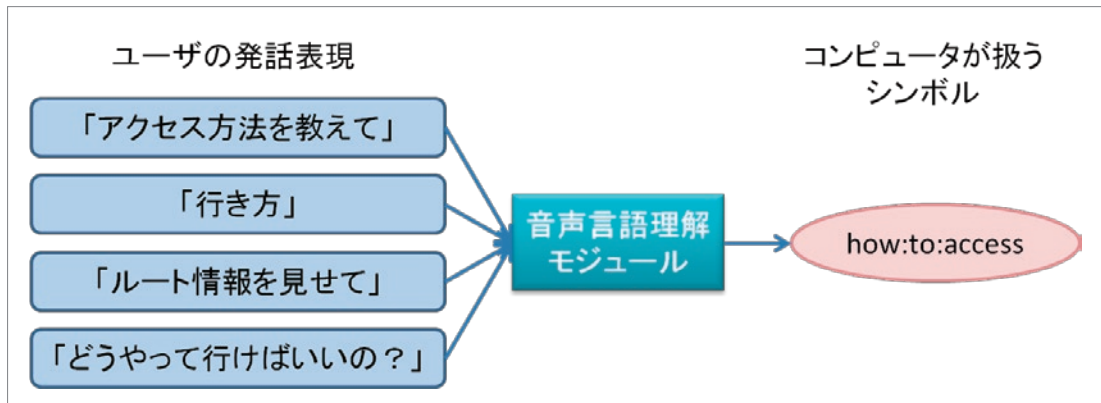 ユーザの発話表現
コンピュータが扱う
シンボル
「アクセス方法を教えて」
「行き方」
「ルート情報を見せて」
「どうやって行けばいいの？」
音声言語理解
モジュール
how:to:access